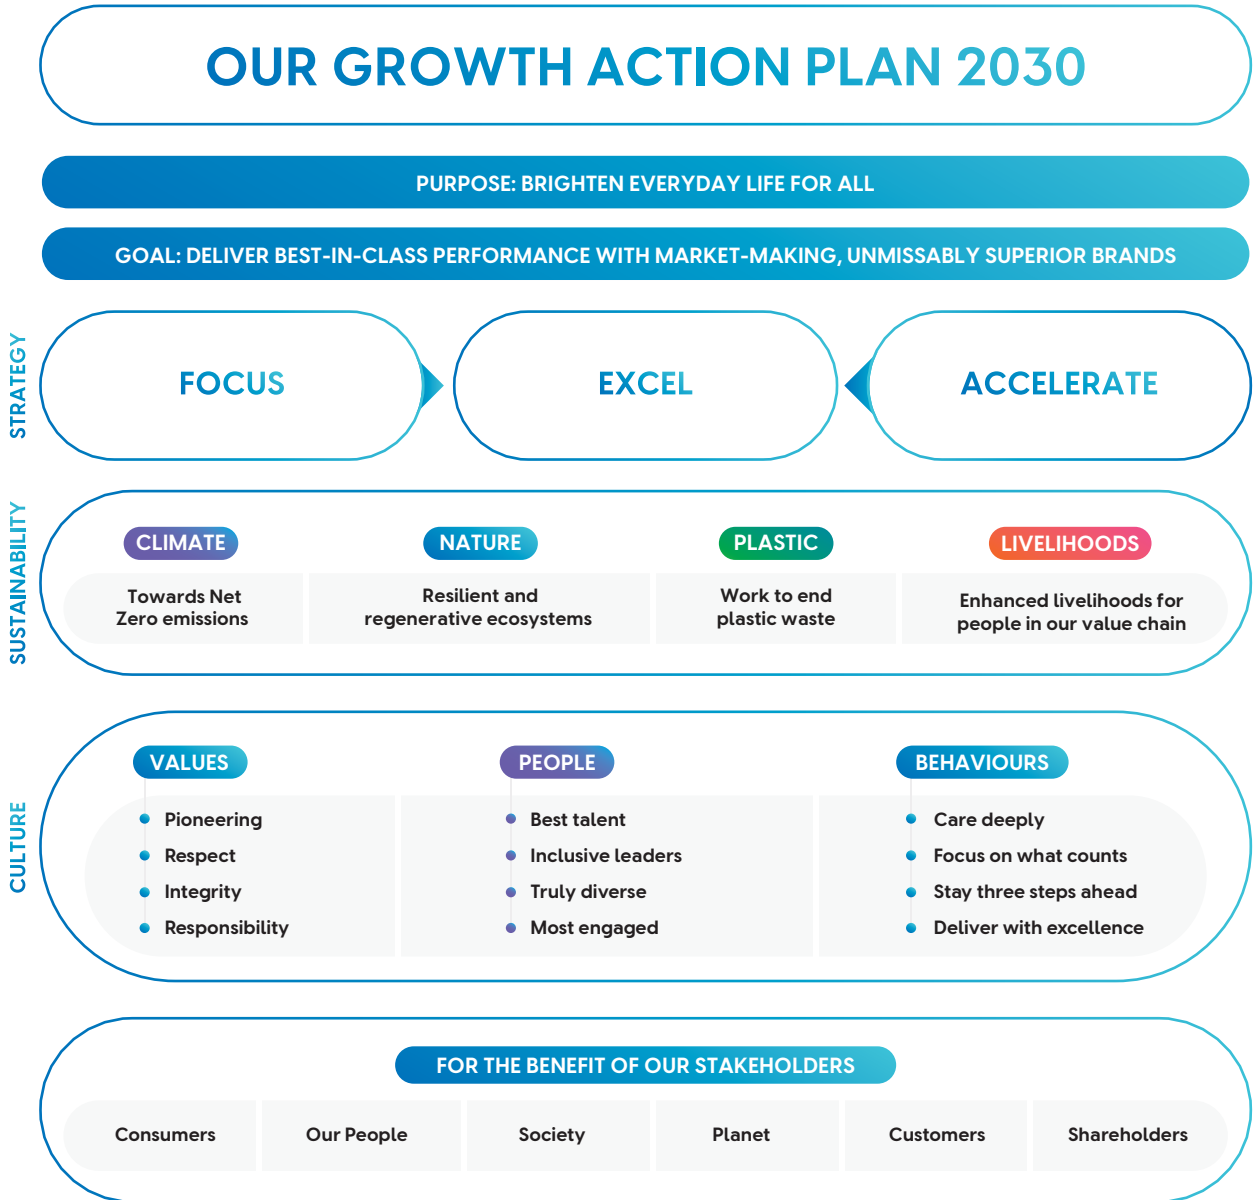 OUR GROWTH ACTION PLAN 2030
PURPOSE: BRIGHTEN EVERYDAY LIFE FOR ALL
GOAL: DELIVER BEST-IN-CLASS PERFORMANCE WITH MARKET-MAKING, UNMISSABLY SUPERIOR BRANDS
STRATEGY
FOCUS
EXCEL
ACCELERATE
SUSTAINABILITY
CLIMATE
Towards Net
Zero emissions
NATURE
Resilient and
regenerative ecosystems
PLASTIC
Work to end
plastic waste
LIVELIHOODS
Enhanced livelihoods for
people in our value chain
CULTURE
VALUES
Pioneering
Respect
Integrity
Responsibility
PEOPLE
Best talent
Inclusive leaders
Truly diverse
Most engaged
BEHAVIOURS
Care deeply
Focus on what counts
Stay three steps ahead
Deliver with excellence
FOR THE BENEFIT OF OUR STAKEHOLDERS
Consumers
Our People
Society
Planet
Customers
Shareholders